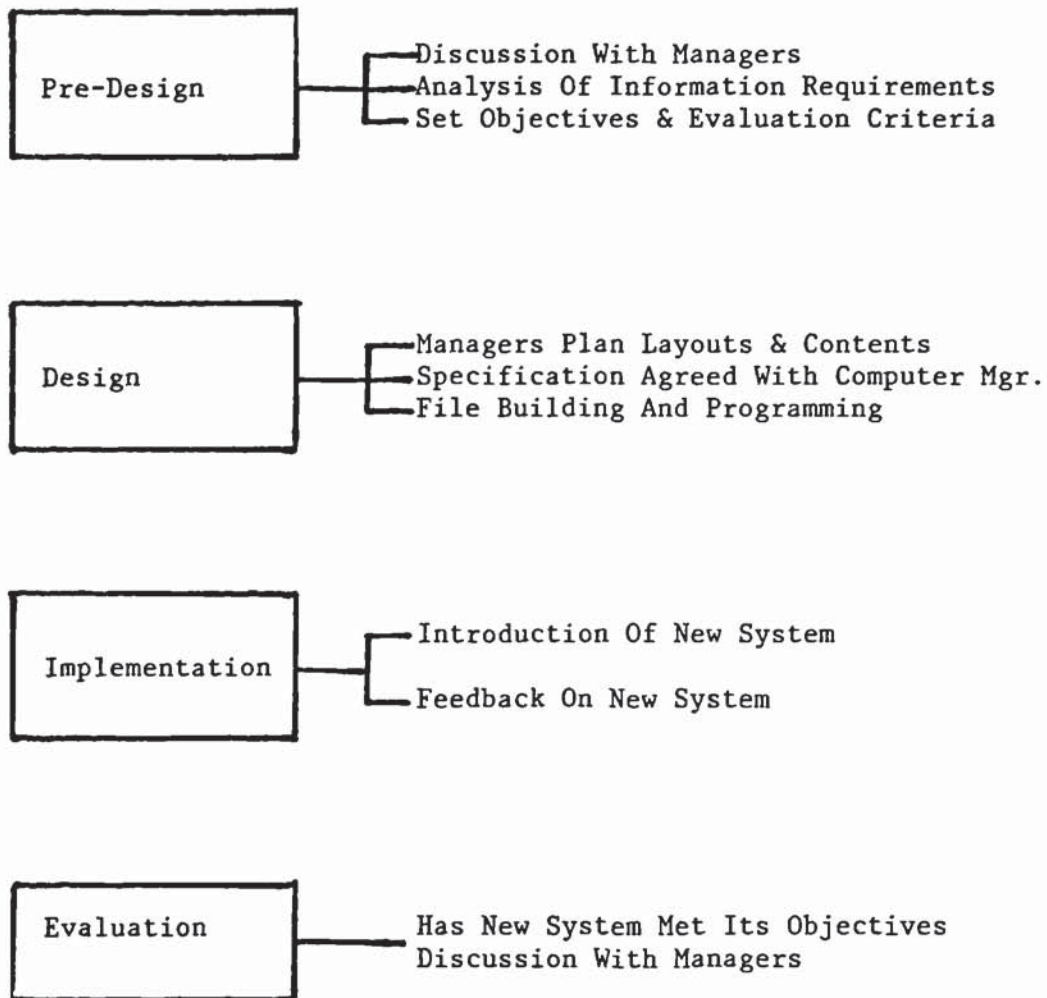 Pre-Design
Discussion With Managers
Analysis Of Information Requirements
Set Objectives & Evaluation Criteria
Design
Managers Plan Layouts & Contents
Specification Agreed With Computer Mgr.
File Building And Programming
Implementation
Introduction Of New System
Feedback On New System
Evaluation
Has New System Met Its Objectives
Discussion With Managers